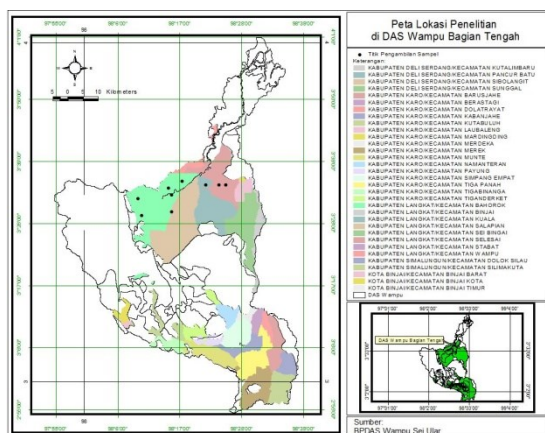 Peta Lokasi Penelitian
di DAS Wampu Bagian Tengah
Titik Pengambilan Sampel
Keterangan:
KABUPATEN DELI SERDANG/KECAMATAN KUTALIMBARU
KABUPATEN DELI SERDANG/KECAMATAN PANCUR BATU
KABUPATEN DELI SERDANG/KECAMATAN SIBOLANGIT
KABUPATEN DELI SERDANG/KECAMATAN SUNGGAL
KABUPATEN KARO/KECAMATAN BARUSJAHE
KABUPATEN KARO/KECAMATAN BERASTAGI
KABUPATEN KARO/KECAMATAN DOLATRAYAT
KABUPATEN KARO/KECAMATAN KABANJAHE
KABUPATEN KARO/KECAMATAN KUTABULUH
KABUPATEN KARO/KECAMATAN LAUBALENG
KABUPATEN KARO/KECAMATAN MARDINGDING
KABUPATEN KARO/KECAMATAN MERDEKA
KABUPATEN KARO/KECAMATAN MEREK
KABUPATEN KARO/KECAMATAN MUNTE
KABUPATEN KARO/KECAMATAN NAMANTERAN
KABUPATEN KARO/KECAMATAN PAYUNG
KABUPATEN KARO/KECAMATAN SIMPANG EMPAT
KABUPATEN KARO/KECAMATAN TIGA PANAH
KABUPATEN KARO/KECAMATAN TIGABINANGA
KABUPATEN KARO/KECAMATAN TIGANDERKET
KABUPATEN LANGKAT/KECAMATAN BAHOROK
KABUPATEN LANGKAT/KECAMATAN BINJAI
KABUPATEN LANGKAT/KECAMATAN KUALA
KABUPATEN LANGKAT/KECAMATAN SALAPIAN
KABUPATEN LANGKAT/KECAMATAN SEI BINGAI
KABUPATEN LANGKAT/KECAMATAN SELESAI
KABUPATEN LANGKAT/KECAMATAN STABAT
KABUPATEN LANGKAT/KECAMATAN WAMPU
KABUPATEN SIMALUNGUN/KECAMATAN DOLOK SILAU
KABUPATEN SIMALUNGUN/KECAMATAN SILIMAKUTA
KOTA BINJAI/KECAMATAN BINJAI BARAT
KOTA BINJAI/KECAMATAN BINJAI KOTA
KOTA BINJAI/KECAMATAN BINJAI TIMUR
DAS Wampu
5 0 5 10 Kilometers
98
98
DAS Wampu Bagian Tengah
Sumber:
BPDAS Wampu Sei Ular